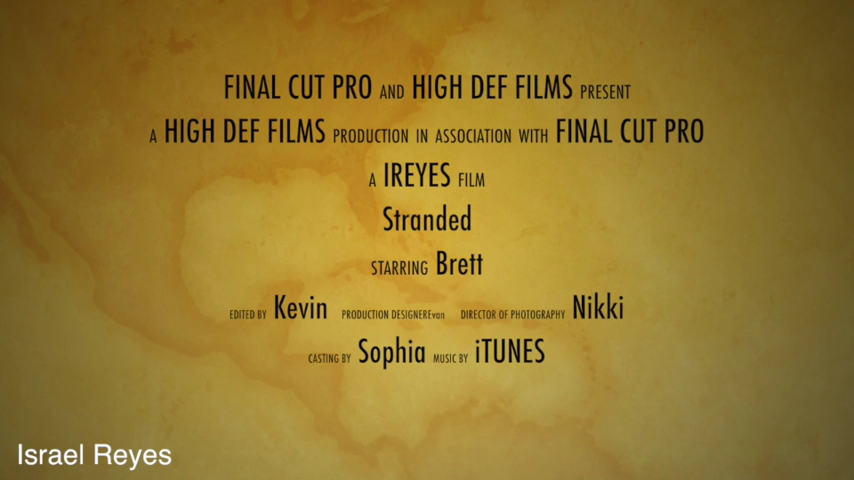 FINAL CUT PRO AND HIGH DEF FILMS PRESENT
A HIGH DEF FILMS PRODUCTION IN ASSOCIATION WITH FINAL CUT PRO
A IREYES FILM
Stranded
STARRING Brett
EDITED BY Kevin PRODUCTION DESIGNEREvan DIRECTOR OF PHOTOGRAPHY Nikki
CASTING BY Sophia MUSIC BY iTUNES
Israel Reyes